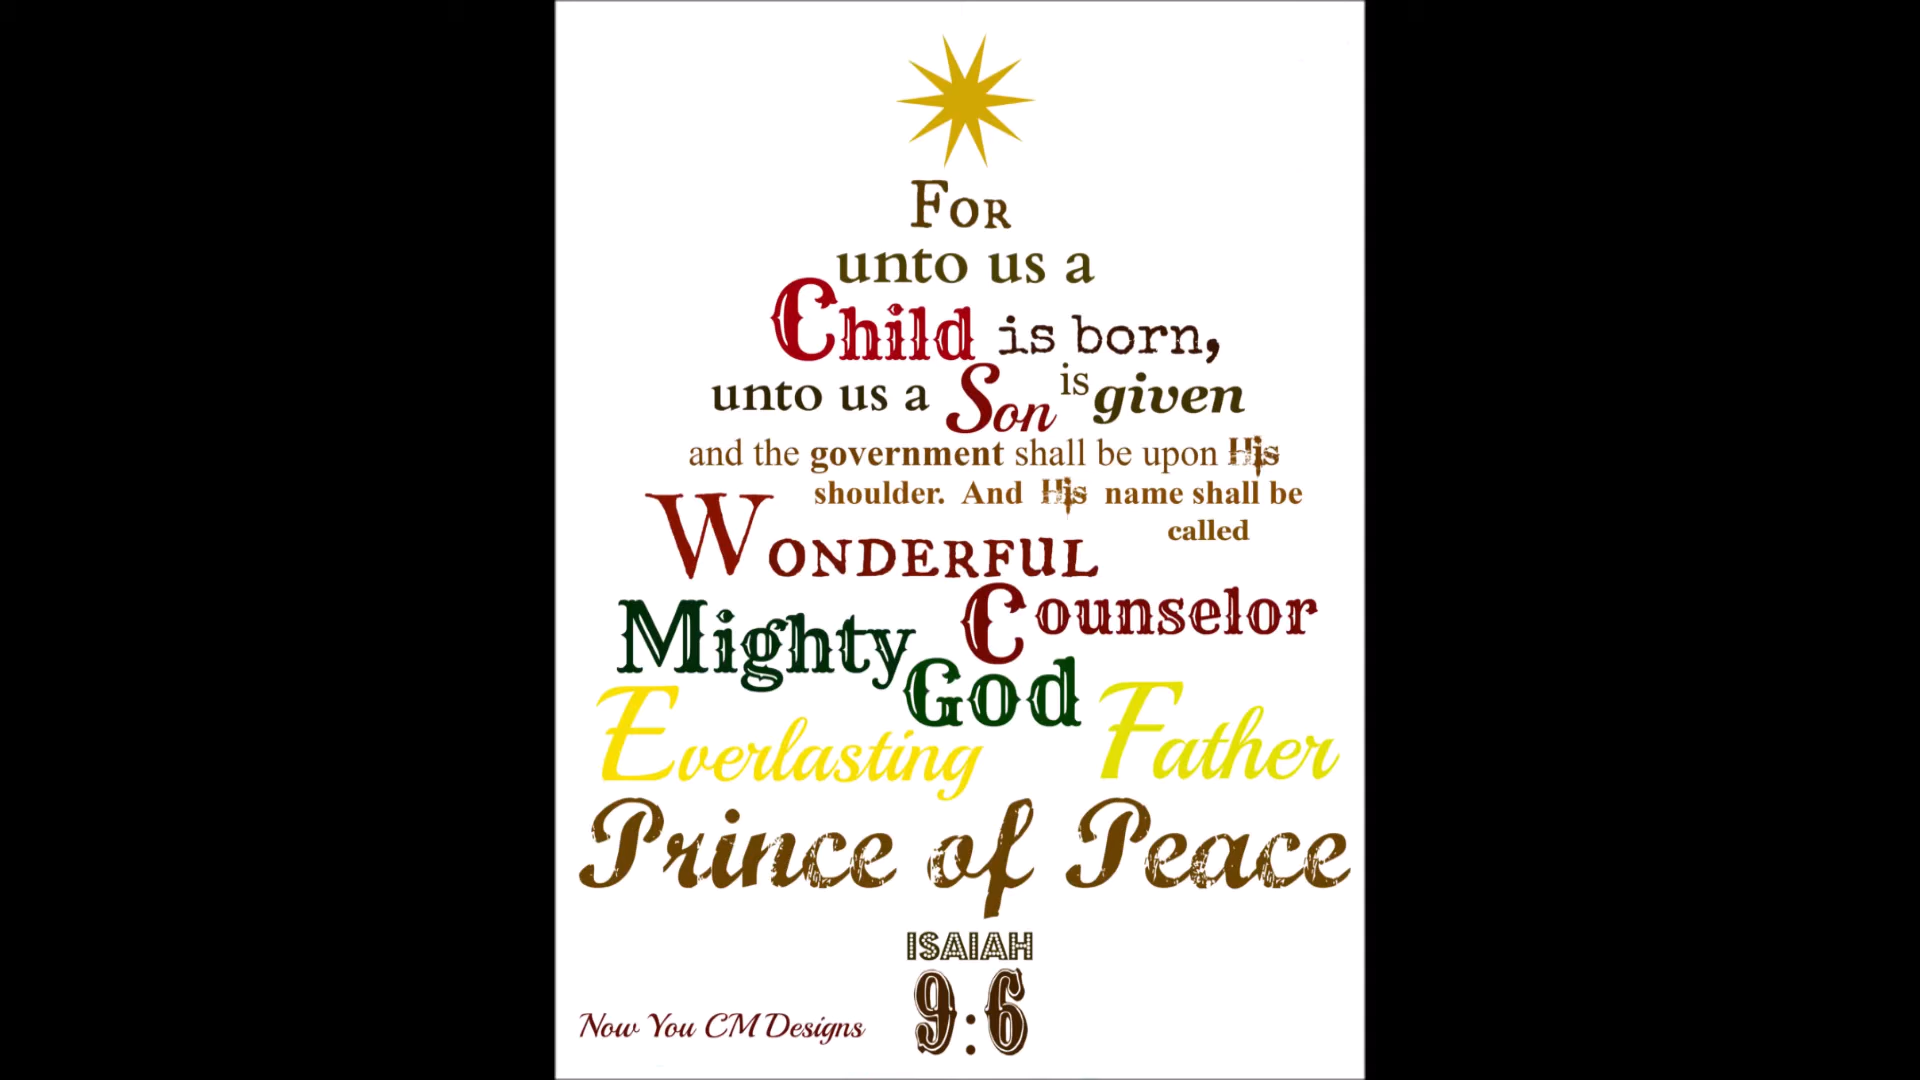 For
unto us a
Child is born,
unto us a Son is given
and the government shall be upon His
shoulder. And His name shall be
called
Wonderful
Counselor
Mighty
God
Everlasting Father
Prince of Peace
ISAIAH
9:6
Now You CM Designs